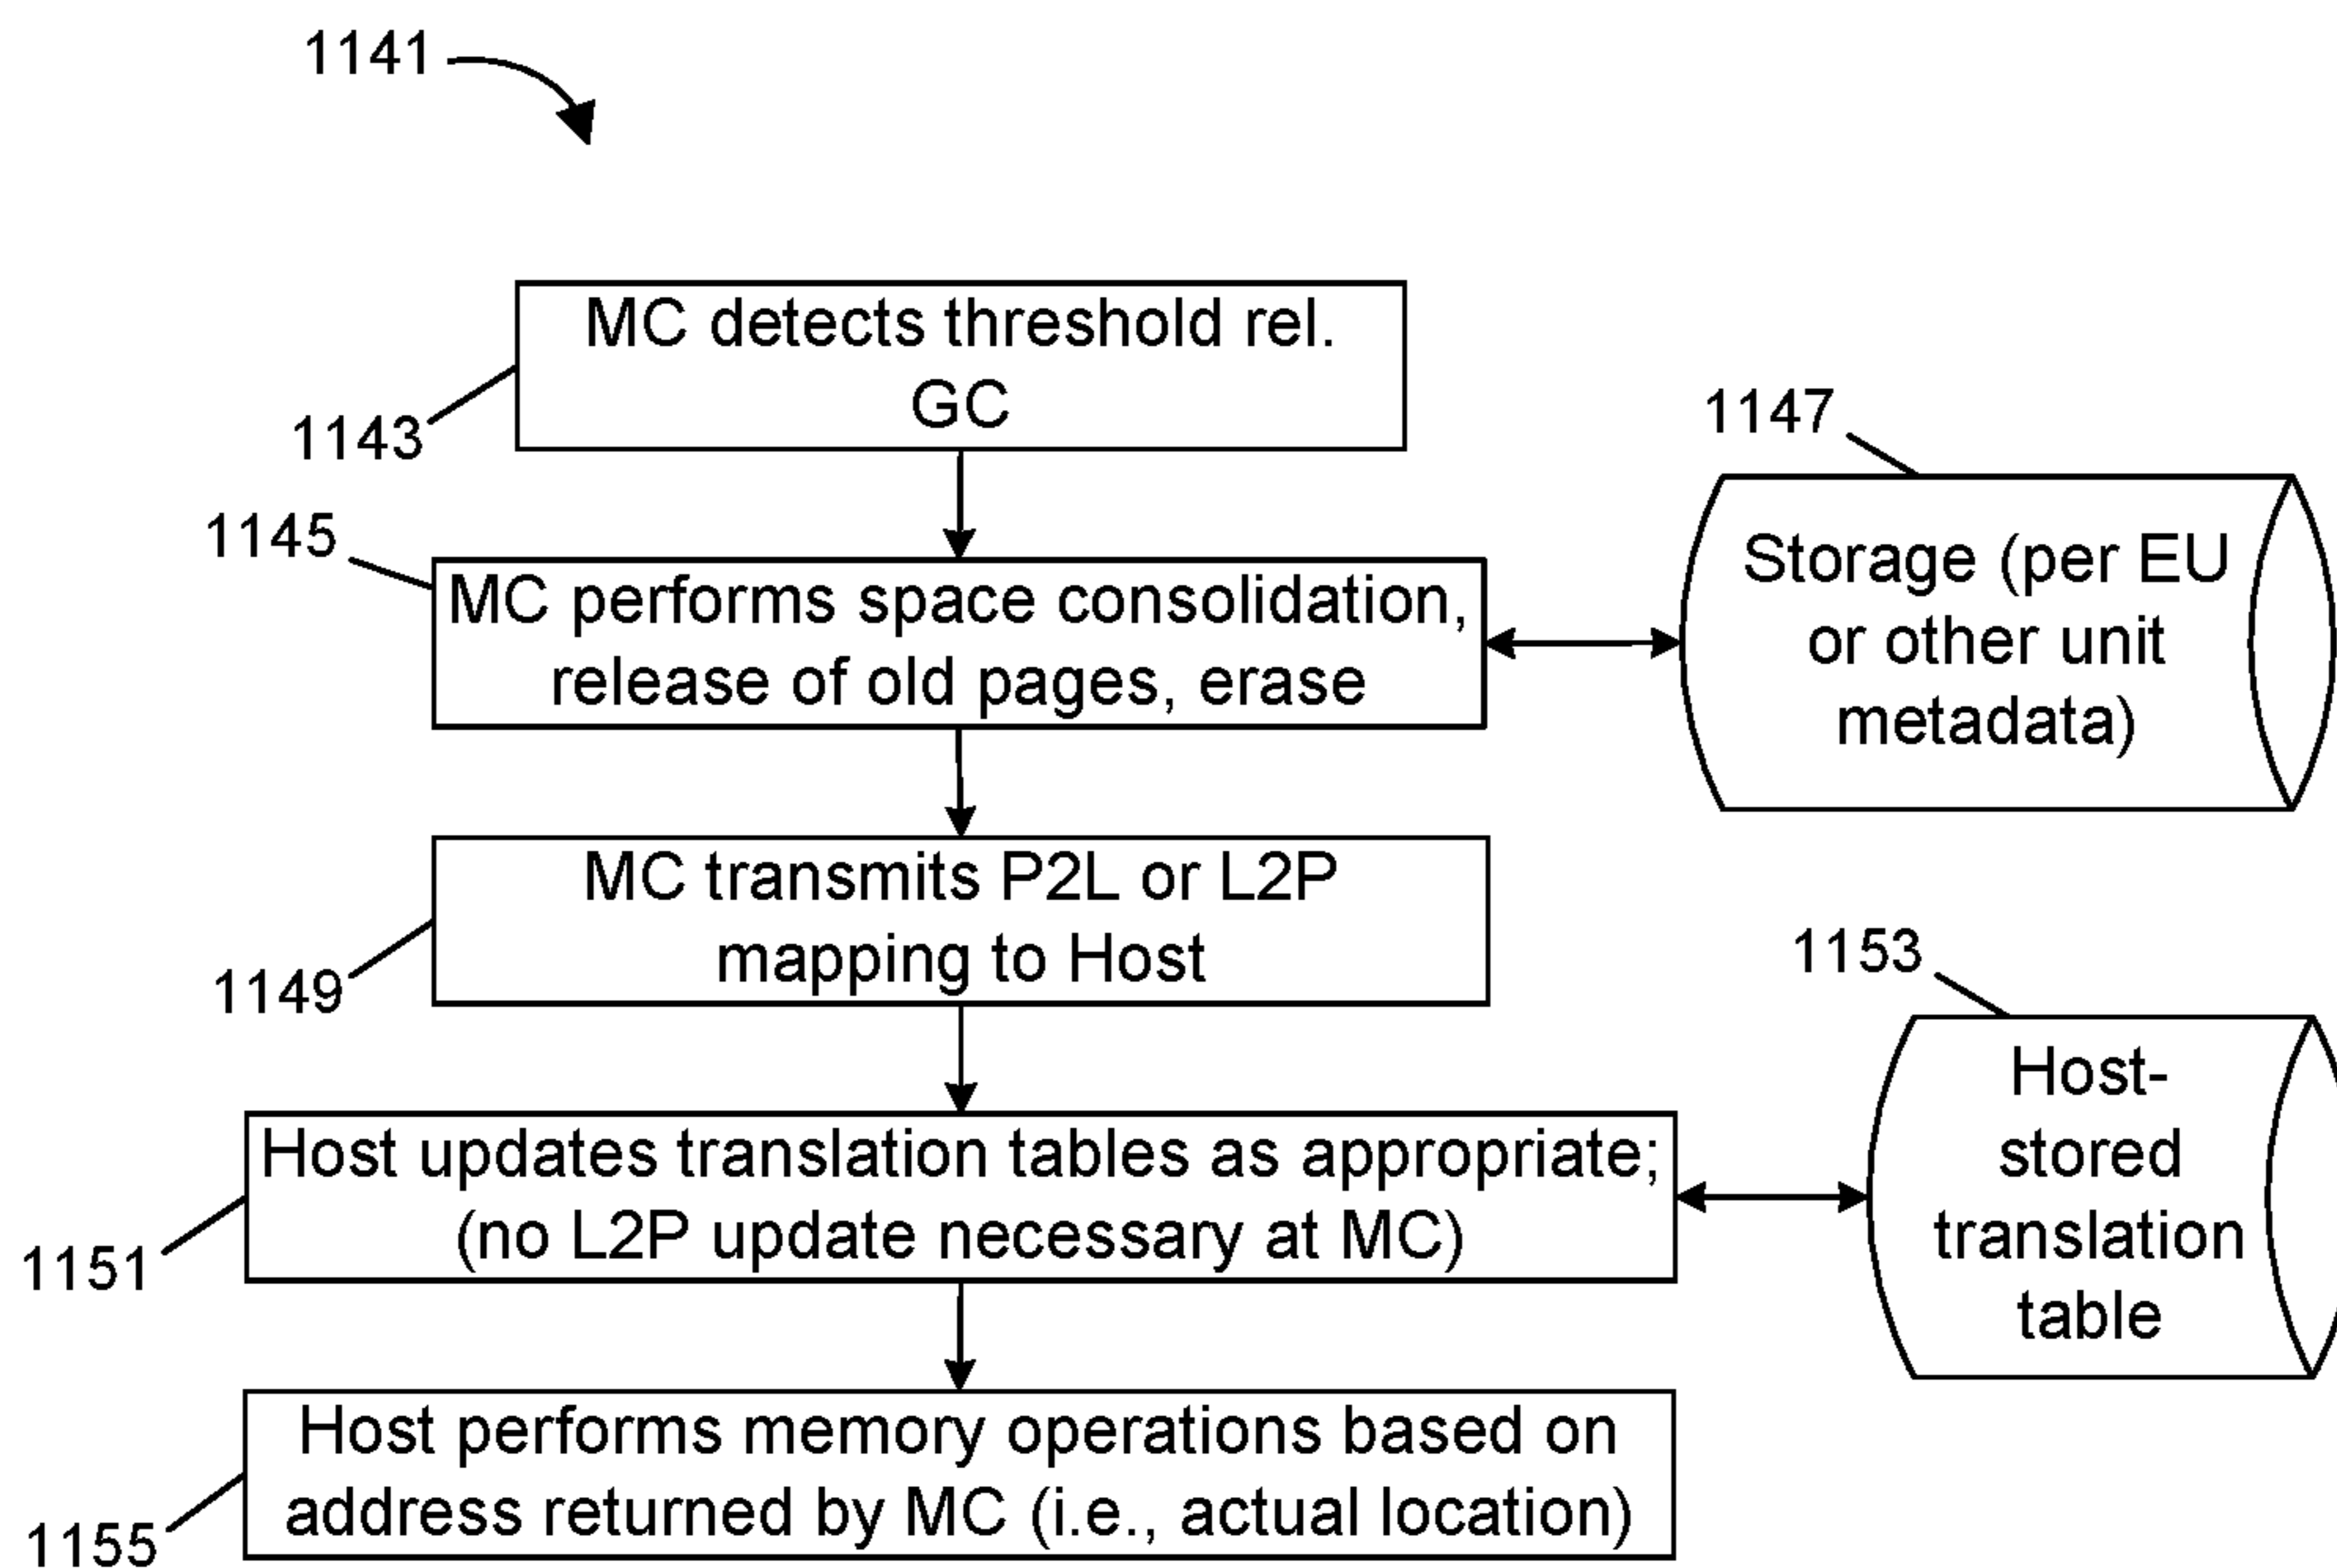 1141
MC detects threshold rel.
GC
1143
1147
1145
MC performs space consolidation,
release of old pages, erase
Storage (per EU
or other unit
metadata)
MC transmits P2L or L2P
mapping to Host
1149
1153
Host updates translation tables as appropriate;
(no L2P update necessary at MC)
1151
Host-
stored
translation
table
Host performs memory operations based on
address returned by MC (i.e., actual location)
1155